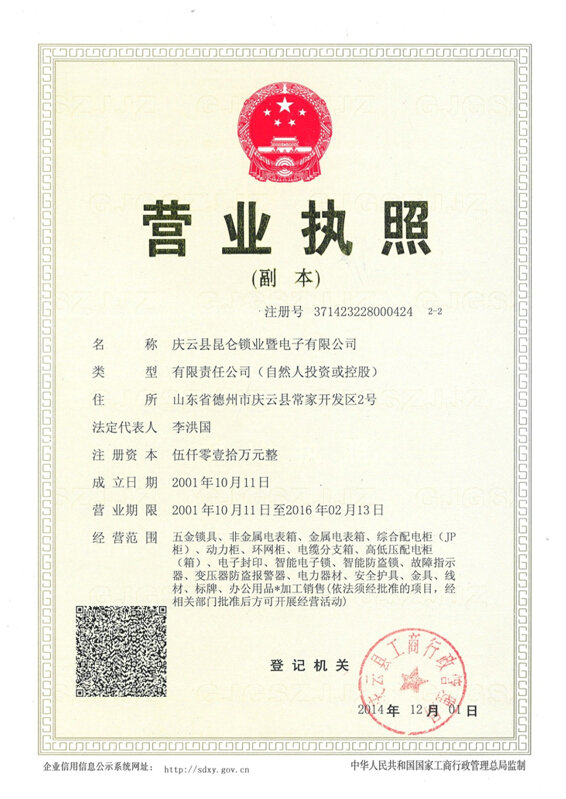 营业执照
(副 本)
注册号 371423228000424 2-2
名 称 庆云县昆仑锁业暨电子有限公司
类 型 有限责任公司（自然人投资或控股）
住 所 山东省德州市庆云县常家开发区2号
法定代表人 李洪国
注 册 资 本 伍仟零壹拾万元整
成 立 日 期 2001年10月11日
营 业 期 限 2001年10月11日至2016年02月13日
经 营 范 围 五金锁具、非金属电表箱、金属电表箱、综合配电柜（JP
柜）、动力柜、环网柜、电缆分支箱、高低压配电柜
（箱）、电子封印、智能电子锁、智能防盗锁、故障指示
器、变压器防盗报警器、电力器材、安全护具、金具、线
材、标牌、办公用品*加工销售(依法须经批准的项目，经
相关部门批准后方可开展经营活动)
登 记 机 关
庆云县工商行政管理局
2014年 12月 01日
企业信用信息公示系统网址： http://sdxy.gov.cn
中华人民共和国国家工商行政管理总局监制